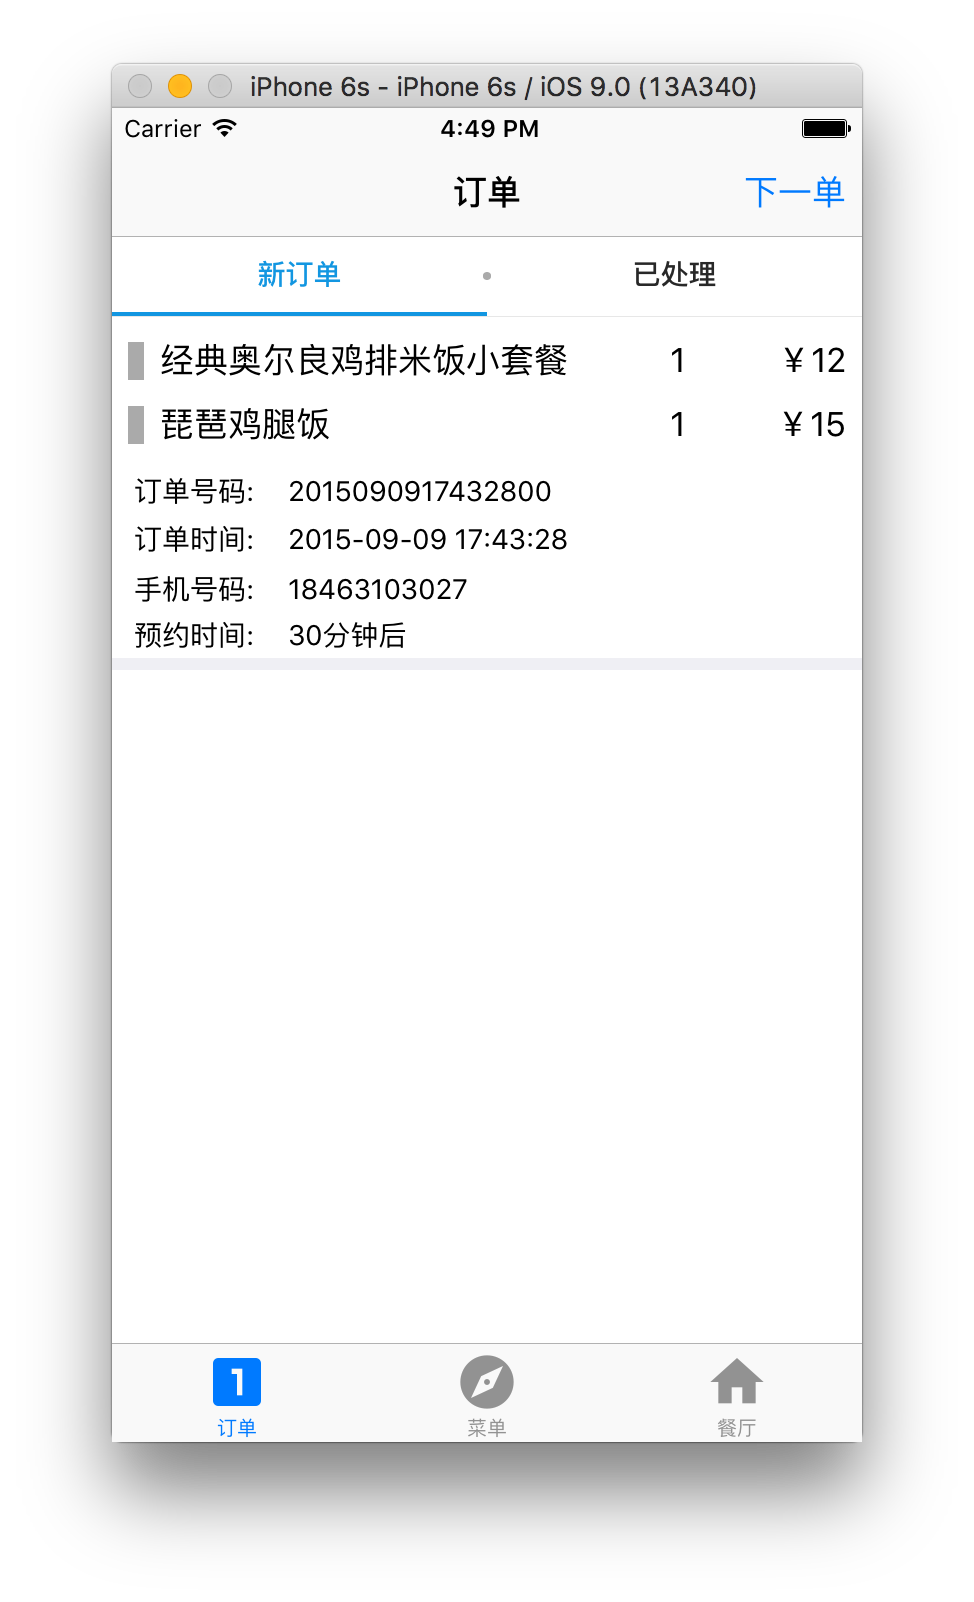 iPhone 6s - iPhone 6s / iOS 9.0 (13A340)
Carrier 4:49 PM
订单 下一单
新订单 已处理
经典奥尔良鸡排米饭小套餐 1 ¥12
琵琶鸡腿饭 1 ¥15
订单号码: 2015090917432800
订单时间: 2015-09-09 17:43:28
手机号码: 18463103027
预约时间: 30分钟后
1
订单 菜单 餐厅